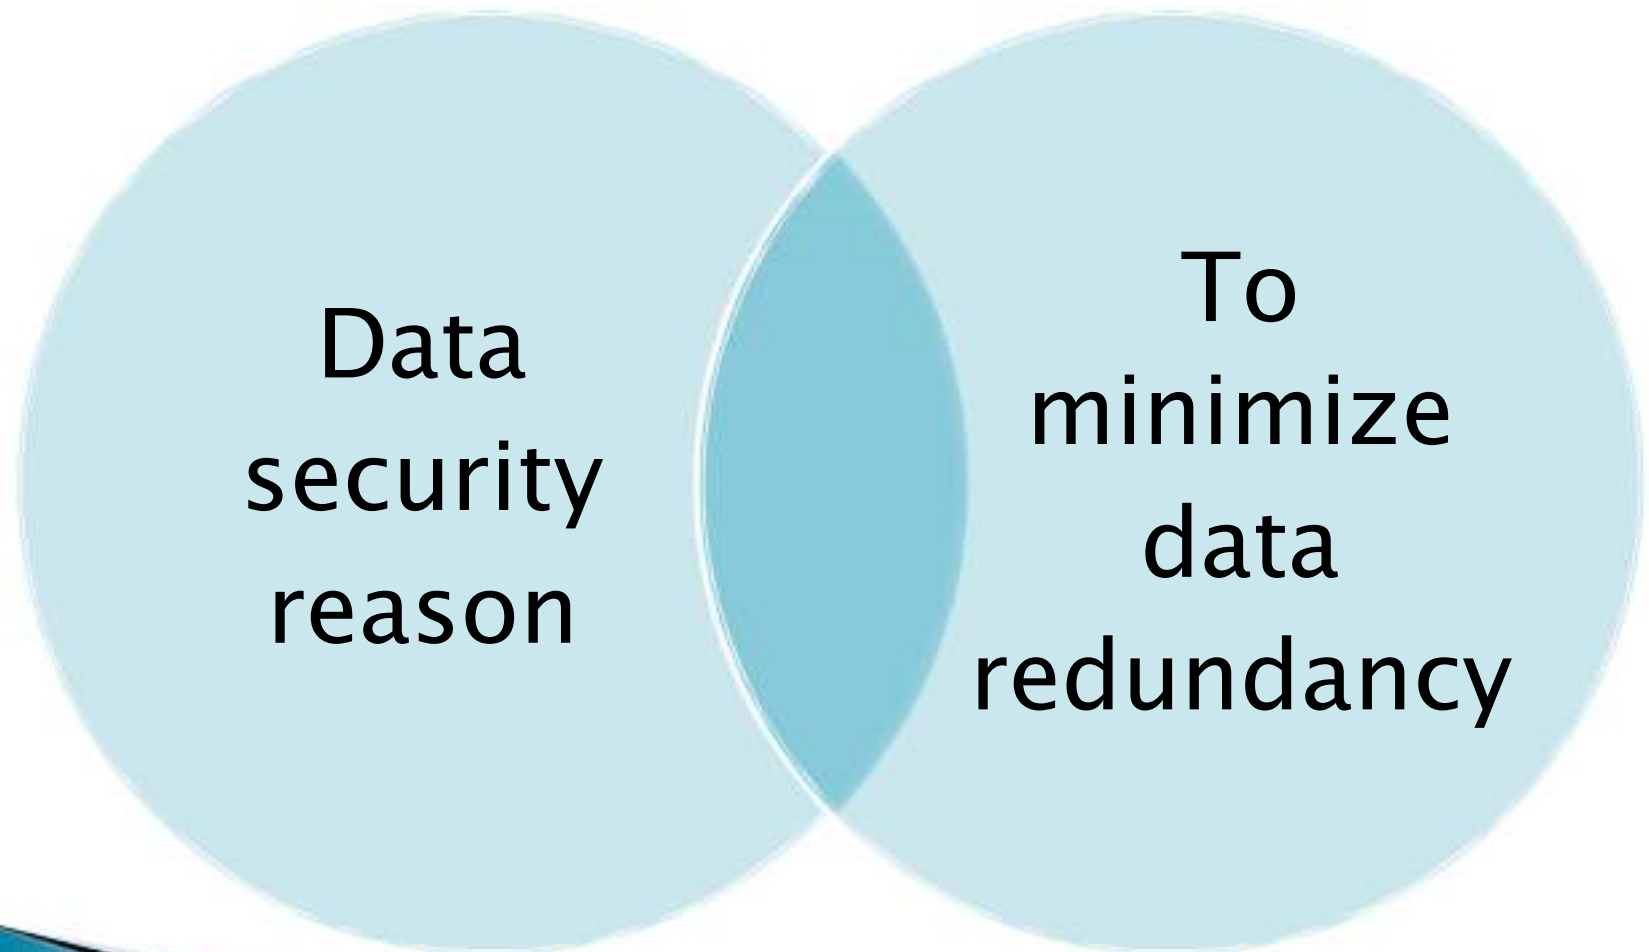 Data
security
reason
To
minimize
data
redundancy